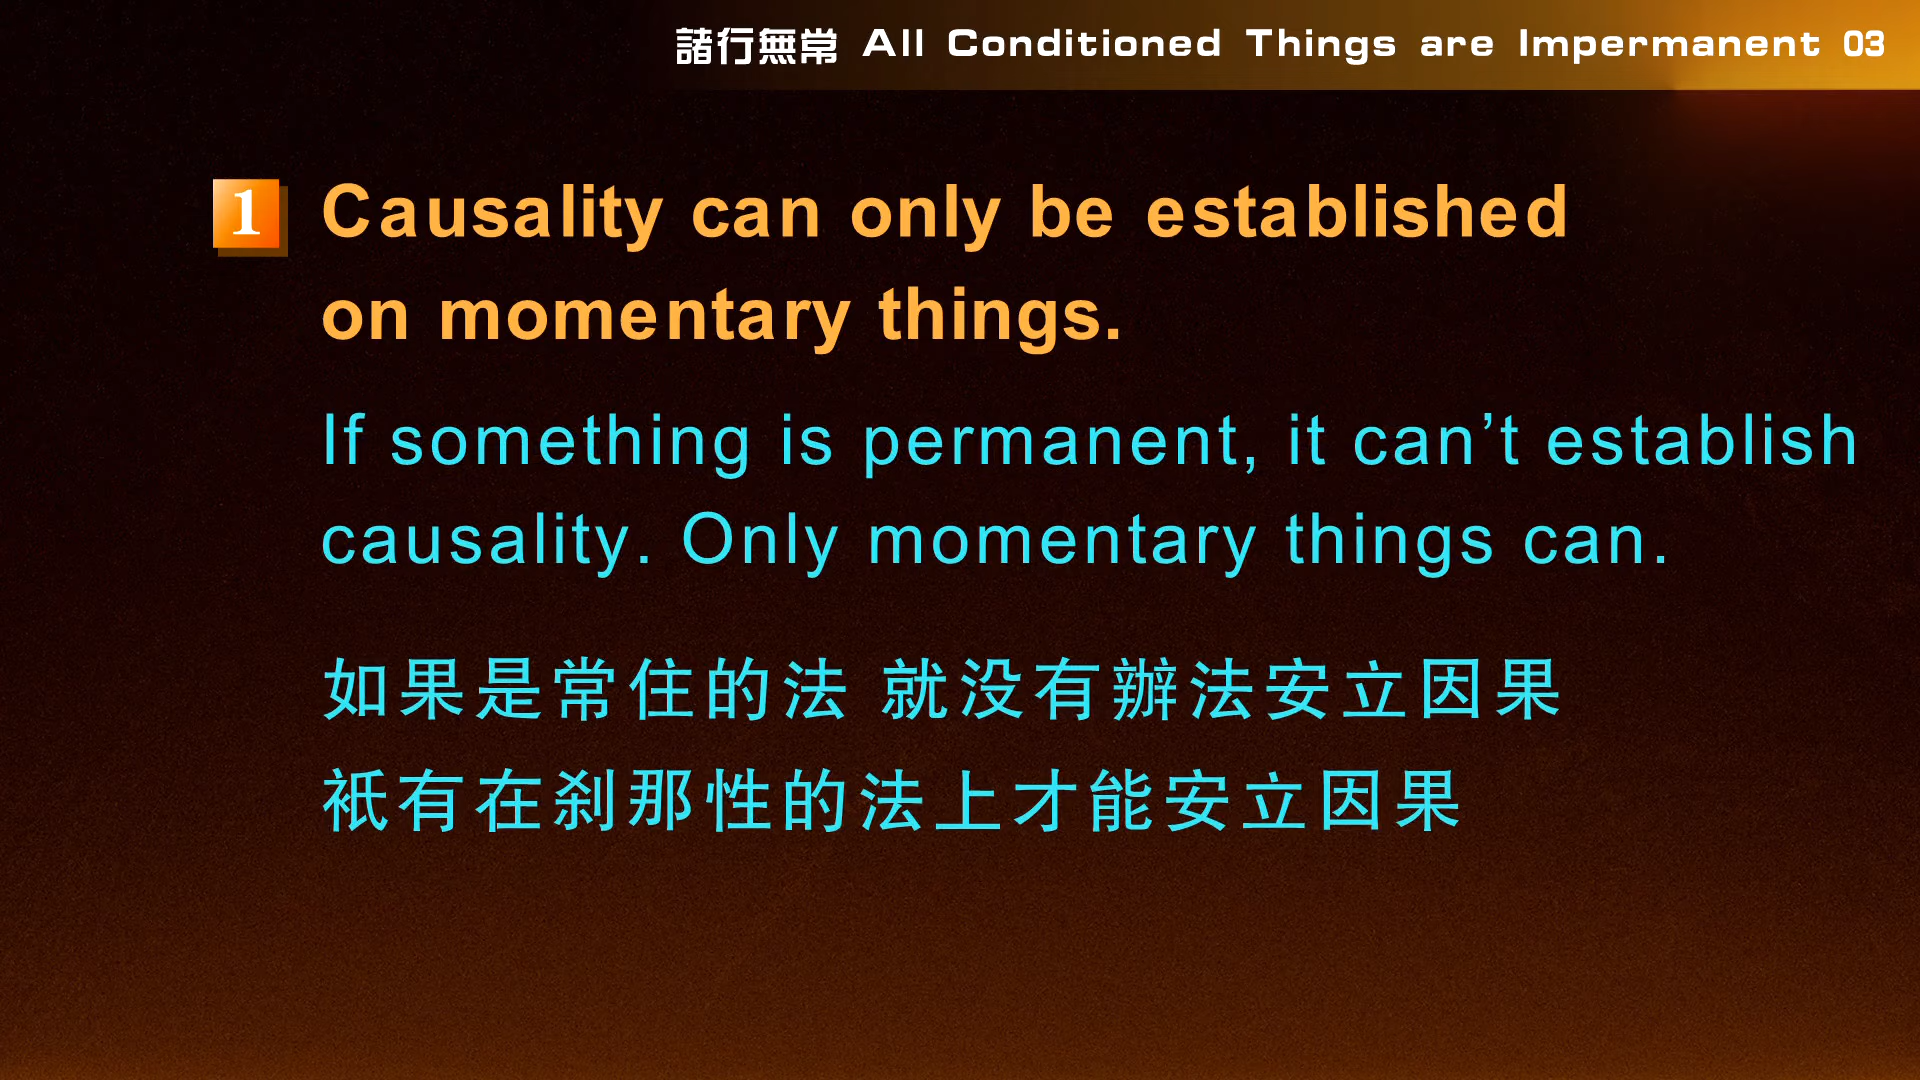 諸行無常 All Conditioned Things are Impermanent 03
1 Causality can only be established
on momentary things.
If something is permanent, it can’t establish
causality. Only momentary things can.
如果是常住的法 就没有辦法安立因果
衹有在刹那性的法上才能安立因果